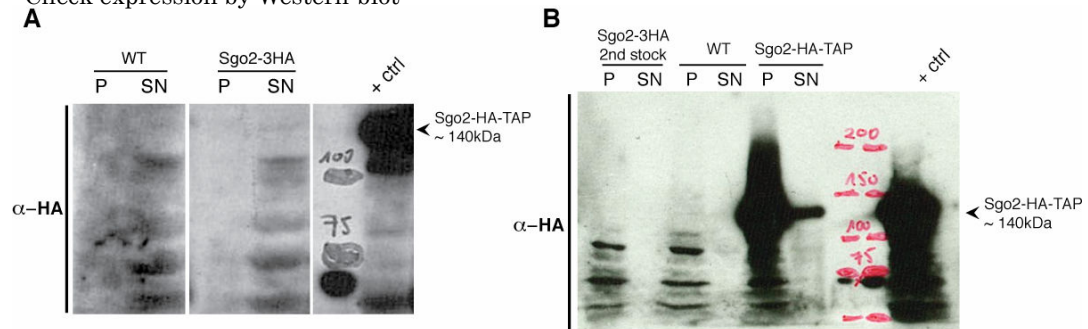 Check expression by Western blot
A
WT
Sgo2-3HA
P
SN
P
SN
+ ctrl
Sgo2-HA-TAP
~ 140kDa
100
75
α-HA
B
Sgo2-3HA
2nd stock
WT
Sgo2-HA-TAP
P
SN
P
SN
P
SN
+ ctrl
200
150
100
75
Sgo2-HA-TAP
~ 140kDa
α-HA